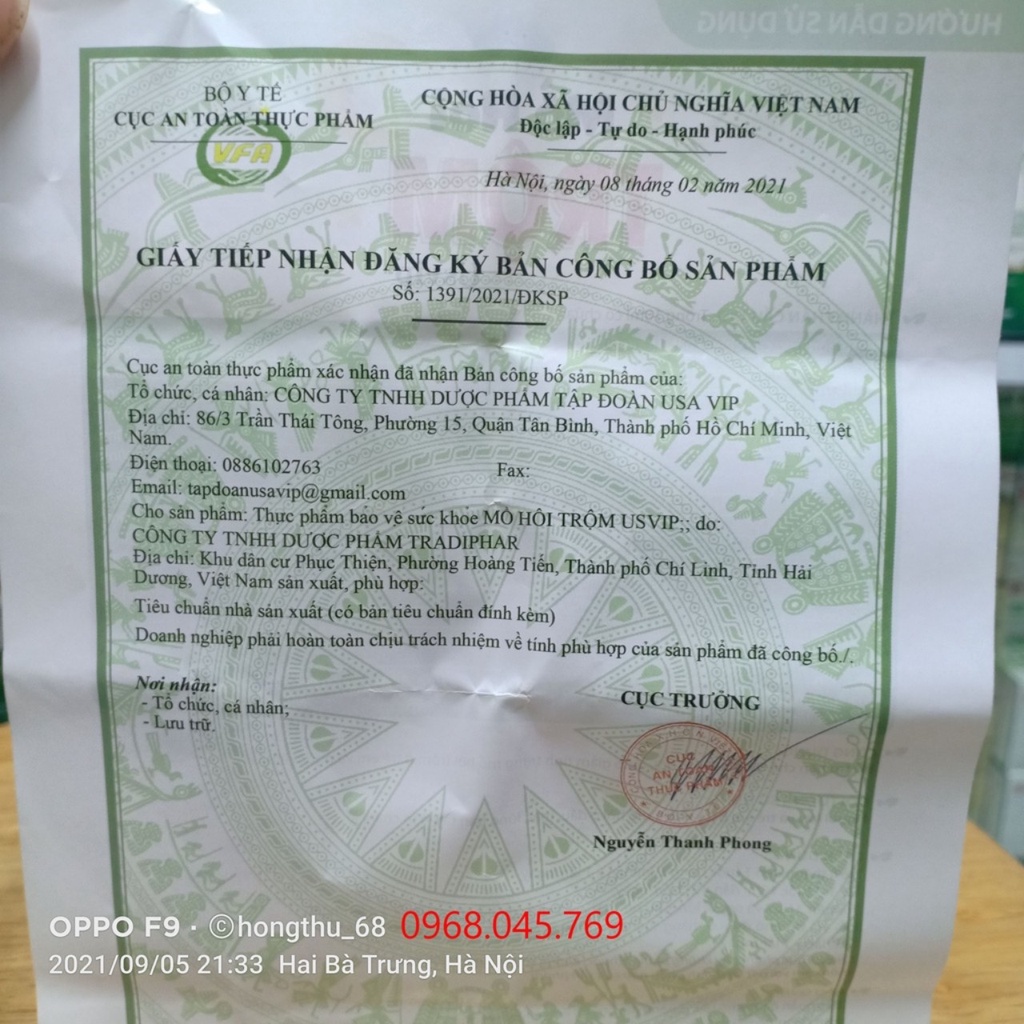 HƯỚNG DẪN SỬ DỤNG
BỘ Y TẾ
CỤC AN TOÀN THỰC PHẨM
VFA
CỘNG HÒA XÃ HỘI CHỦ NGHĨA VIỆT NAM
Độc lập - Tự do - Hạnh phúc
Hà Nội, ngày 08 tháng 02 năm 2021
GIẤY TIẾP NHẬN ĐĂNG KÝ BẢN CÔNG BỐ SẢN PHẨM
Số: 1391/2021/ĐKSP
Cục an toàn thực phẩm xác nhận đã nhận Bản công bố sản phẩm của:
Tổ chức, cá nhân: CÔNG TY TNHH DƯỢC PHẨM TẬP ĐOÀN USA VIP
Địa chỉ: 86/3 Trần Thái Tông, Phường 15, Quận Tân Bình, Thành phố Hồ Chí Minh, Việt
Nam.
Điện thoại: 0886102763 Fax:
Email: tapdoanusavip@gmail.com
Cho sản phẩm: Thực phẩm bảo vệ sức khỏe MỒ HÔI TRỘM USVIP;; do:
CÔNG TY TNHH DƯỢC PHẨM TRADIPHAR
Địa chỉ: Khu dân cư Phục Thiện, Phường Hoàng Tiến, Thành phố Chí Linh, Tỉnh Hải
Dương, Việt Nam sản xuất, phù hợp:
Tiêu chuẩn nhà sản xuất (có bản tiêu chuẩn đính kèm)
Doanh nghiệp phải hoàn toàn chịu trách nhiệm về tính phù hợp của sản phẩm đã công bố./.
Nơi nhận:
- Tổ chức, cá nhân;
- Lưu trữ.
CỤC TRƯỞNG
CỤC
AN TOÀN
THỰC PHẨM
Nguyễn Thanh Phong
OPPO F9 · ©hongthu_68 0968.045.769
2021/09/05 21:33 Hai Bà Trưng, Hà Nội